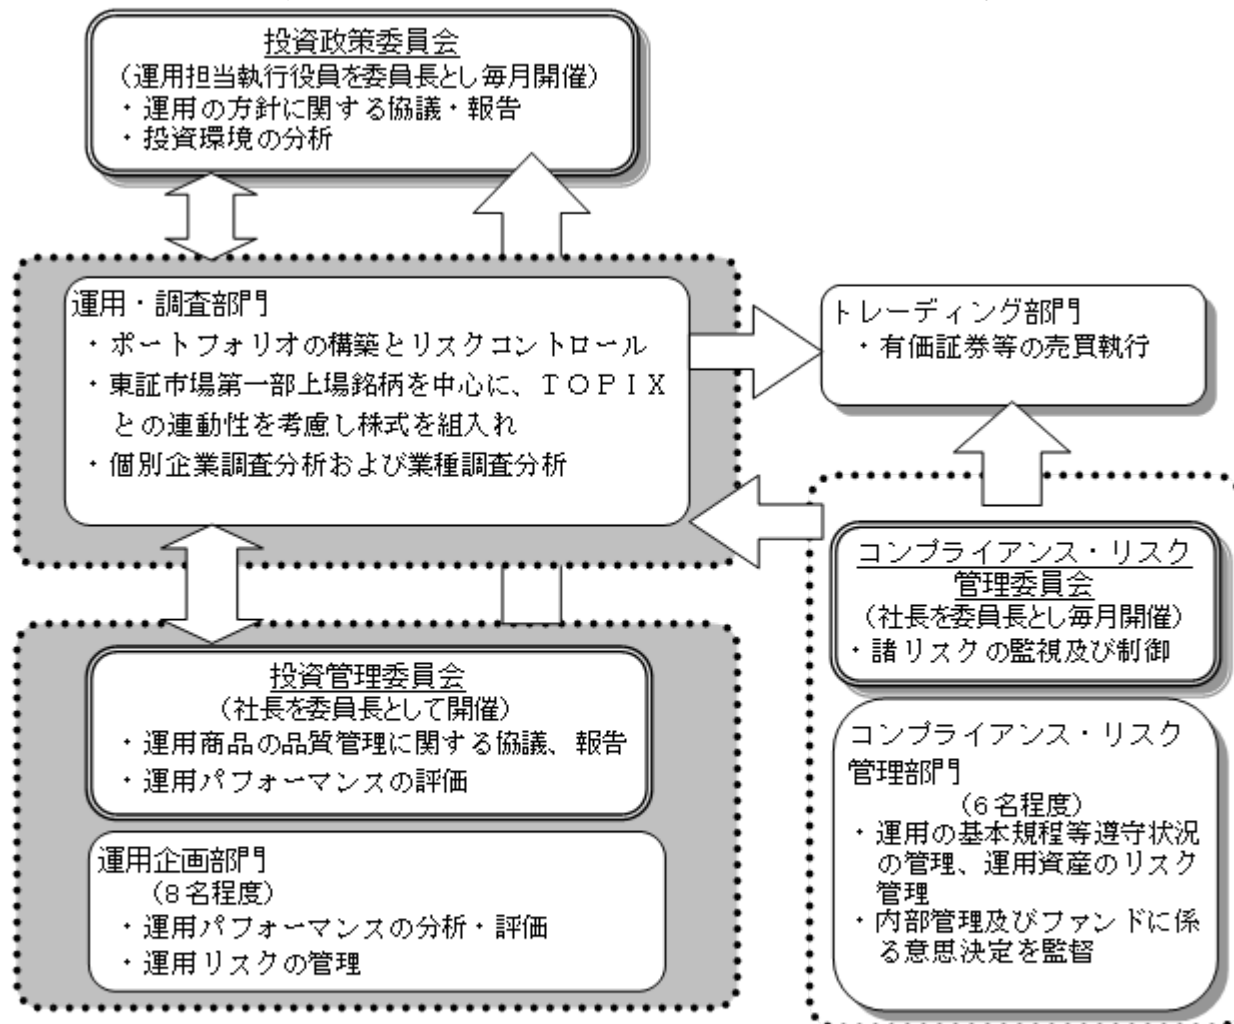 投資政策委員会
（運用担当執行役員を委員長とし毎月開催）
・運用の方針に関する協議・報告
・投資環境の分析
運用・調査部門
・ポートフォリオの構築とリスクコントロール
・東証市場第一部上場銘柄を中心に、ＴＯＰＩＸ
との連動性を考慮し株式を組入れ
・個別企業調査分析および業種調査分析
トレーディング部門
・有価証券等の売買執行
投資管理委員会
（社長を委員長として開催）
・運用商品の品質管理に関する協議、報告
・運用パフォーマンスの評価
運用企画部門
（8名程度）
・運用パフォーマンスの分析・評価
・運用リスクの管理
コンプライアンス・リスク
管理委員会
（社長を委員長とし毎月開催）
・諸リスクの監視及び制御
コンプライアンス・リスク
管理部門
（6名程度）
・運用の基本規程等遵守状況
の管理、運用資産のリスク
管理
・内部管理及びファンドに係
る意思決定を監督